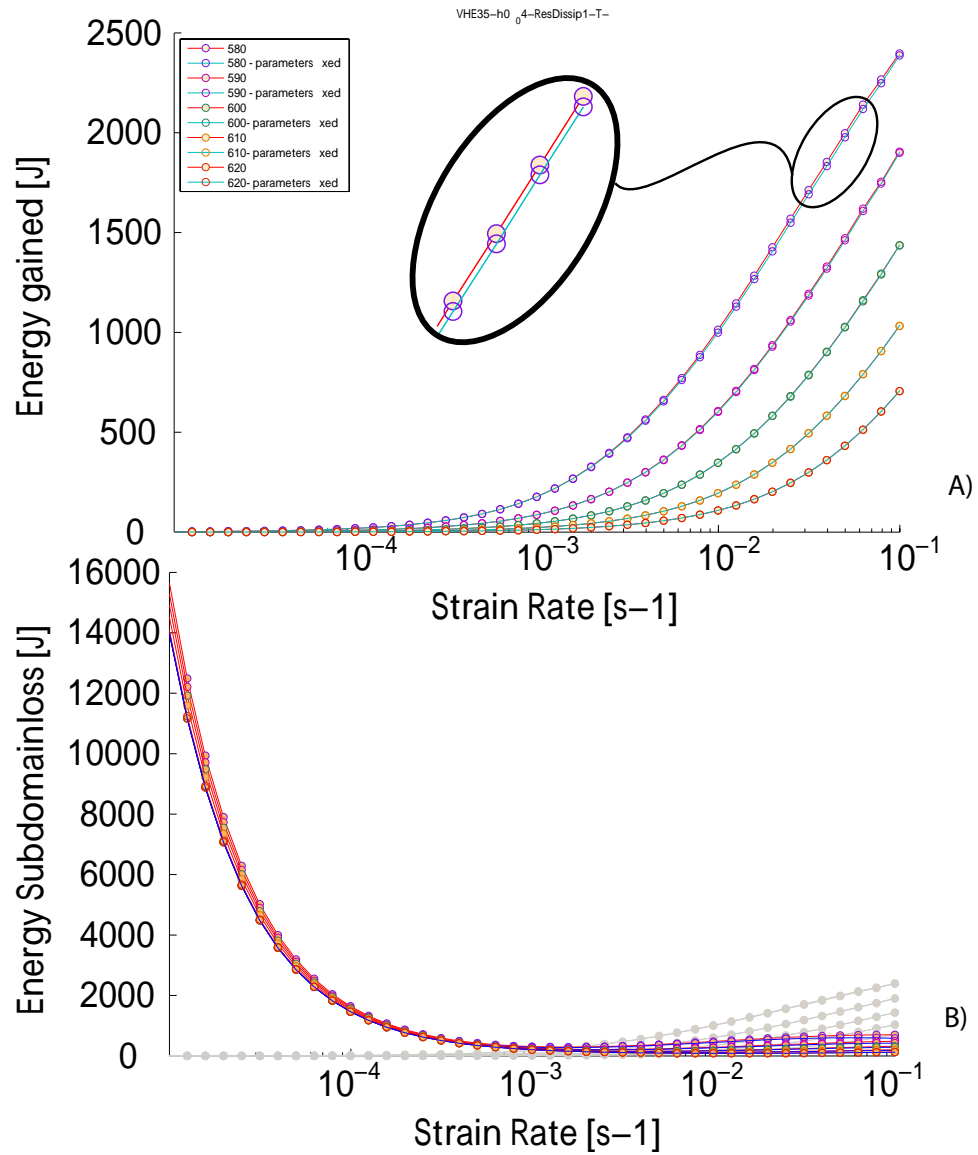 VHE35-h0 04-ResDissip1-T-
2500
2000
1500
1000
500
0
Energy gained [J]
580
580- parameters xed
590
590- parameters xed
600
600- parameters xed
610
610- parameters xed
620
620- parameters xed
A)
10−4 10−3 10−2 10−1
Strain Rate [s−1]
16000
14000
12000
10000
8000
6000
4000
2000
0
Energy Subdomainloss [J]
B)
10−4 10−3 10−2 10−1
Strain Rate [s−1]